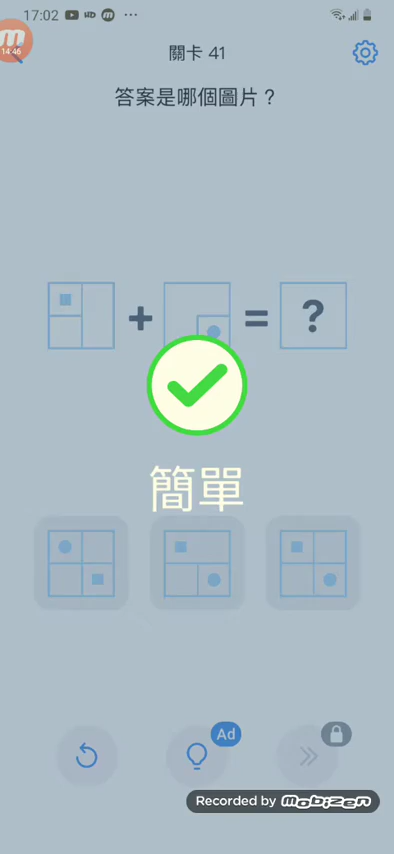 17:02 HD m ···
m
14:46
關卡 41
答案是哪個圖片？
+ = ?
簡單
Ad
Recorded by mobizen